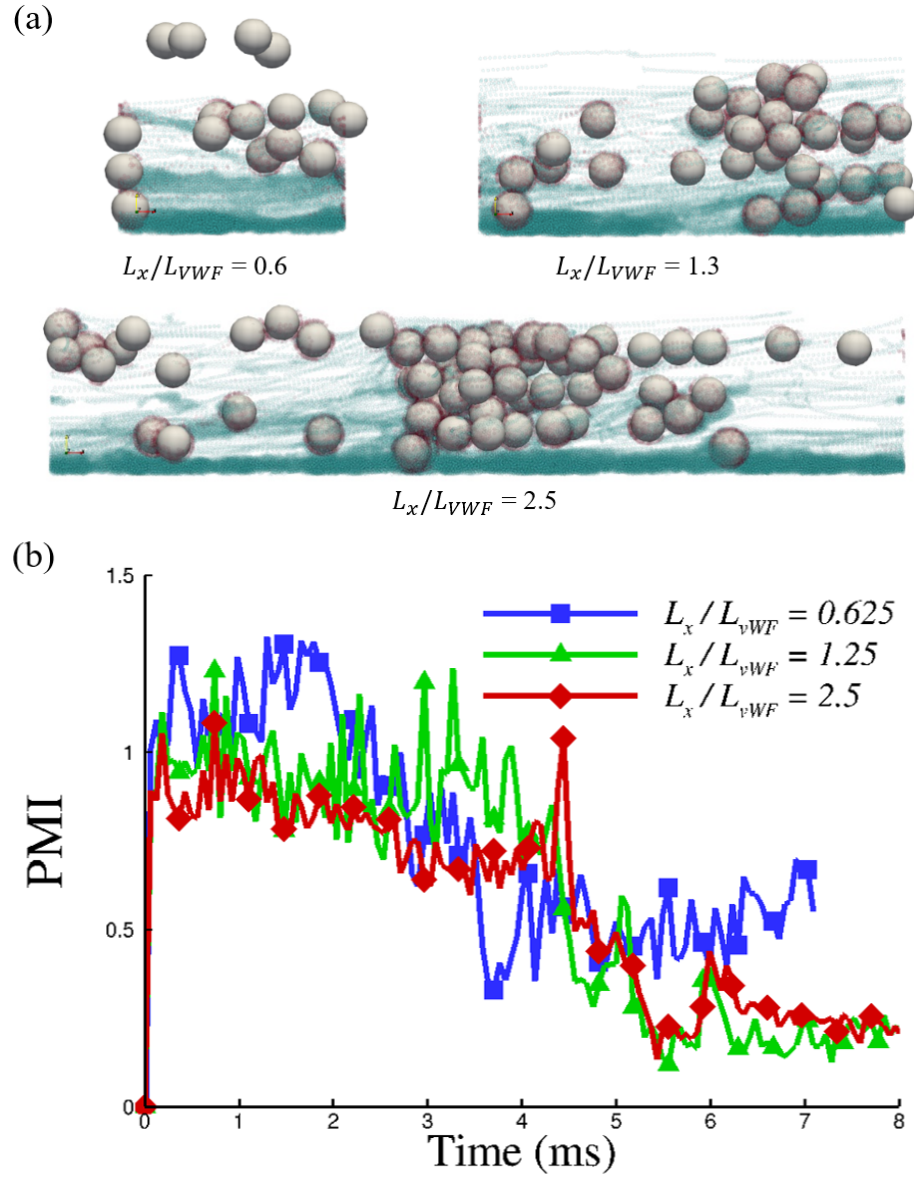 (a)
L_x/L_VWF = 0.6
L_x/L_VWF = 1.3
L_x/L_VWF = 2.5
(b)
1.5
1
0.5
0
PMI
L_x / L_vWF = 0.625
L_x / L_vWF = 1.25
L_x / L_vWF = 2.5
0 1 2 3 4 5 6 7 8
Time (ms)